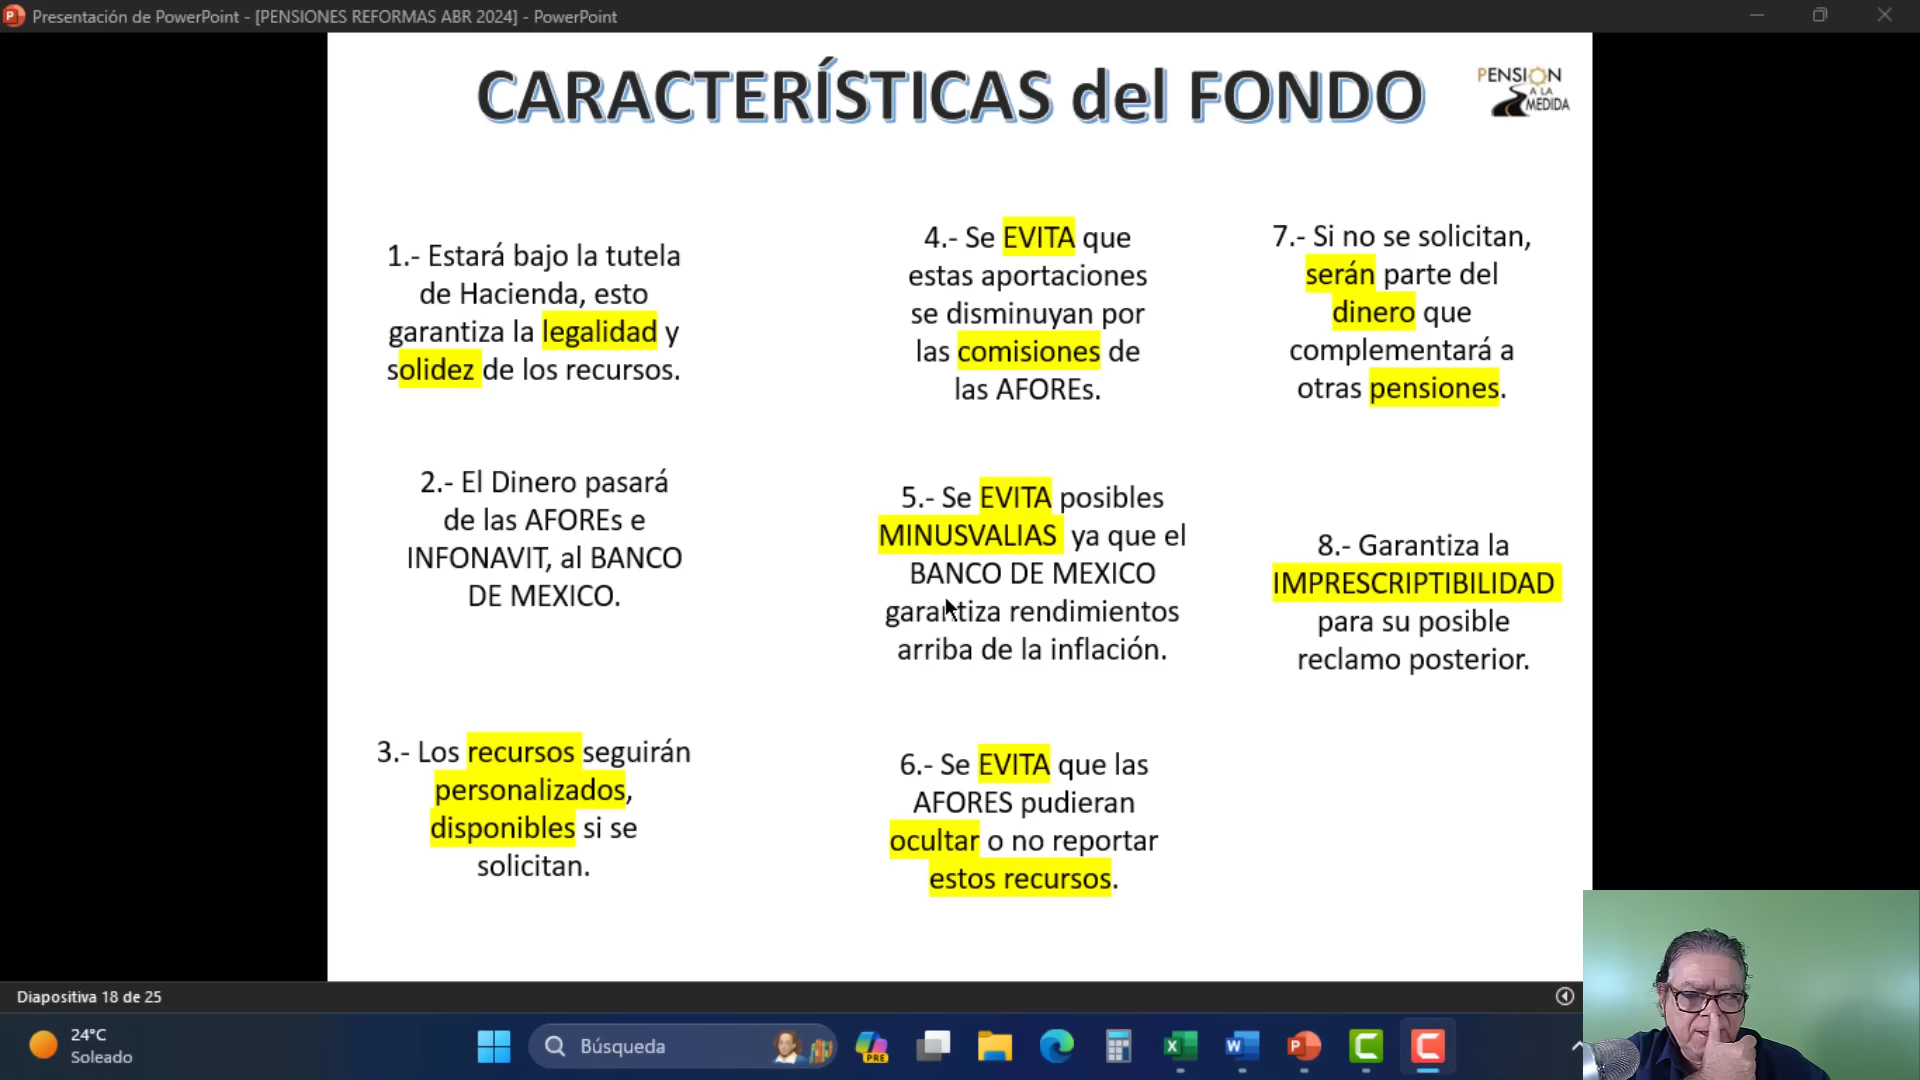 Presentación de PowerPoint - [PENSIONES REFORMAS ABR 2024] - PowerPoint
CARACTERÍSTICAS del FONDO
PENSIÓN
A LA
MEDIDA
1.- Estará bajo la tutela
de Hacienda, esto
garantiza la legalidad y
solidez de los recursos.
2.- El Dinero pasará
de las AFOREs e
INFONAVIT, al BANCO
DE MEXICO.
3.- Los recursos seguirán
personalizados,
disponibles si se
solicitan.
4.- Se EVITA que
estas aportaciones
se disminuyan por
las comisiones de
las AFOREs.
5.- Se EVITA posibles
MINUSVALIAS ya que el
BANCO DE MEXICO
garantiza rendimientos
arriba de la inflación.
6.- Se EVITA que las
AFORES pudieran
ocultar o no reportar
estos recursos.
7.- Si no se solicitan,
serán parte del
dinero que
complementará a
otras pensiones.
8.- Garantiza la
IMPRESCRIPTIBILIDAD
para su posible
reclamo posterior.
Diapositiva 18 de 25
24°C
Soleado
Búsqueda
PRE